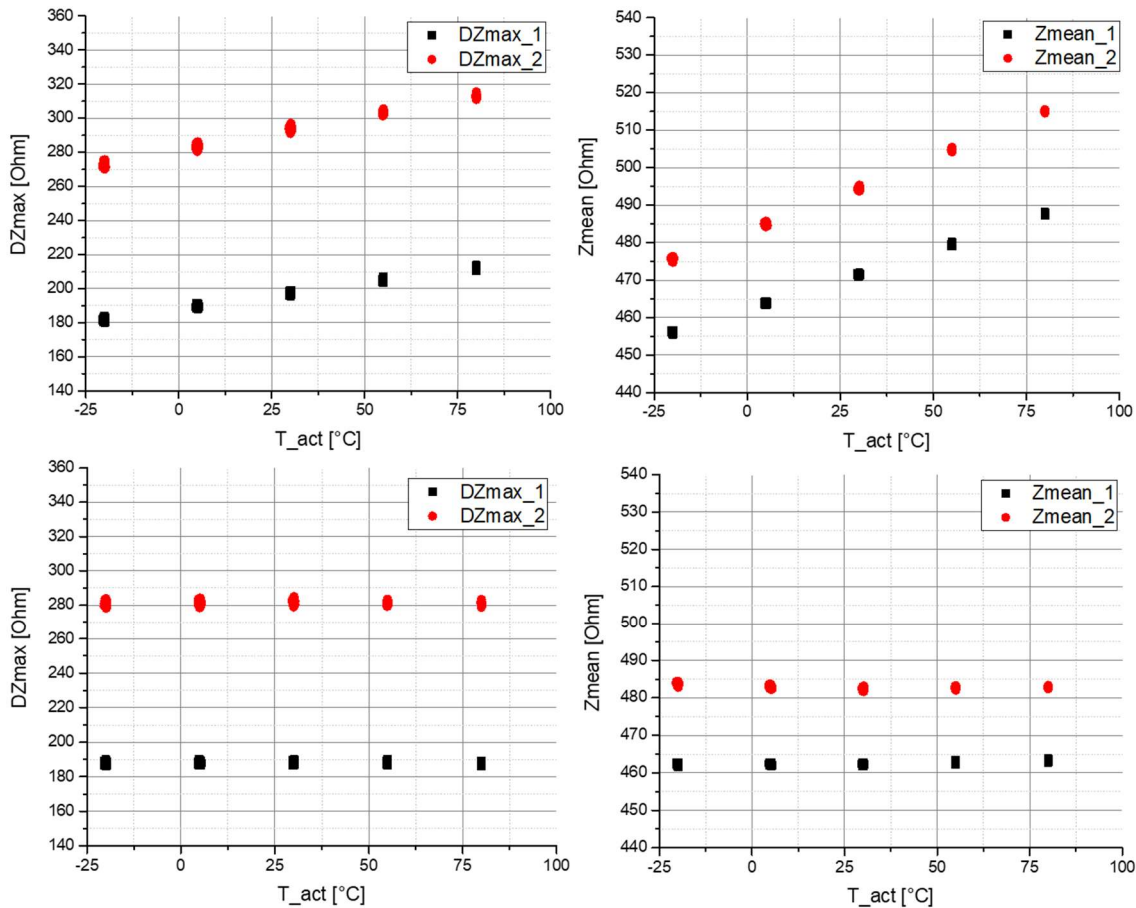 360
340
320
300
280
260
240
220
200
180
160
140
DZmax [Ohm]
DZmax_1
DZmax_2
-25 0 25 50 75 100
T_act [°C]
540
530
520
510
500
490
480
470
460
450
440
Zmean [Ohm]
Zmean_1
Zmean_2
-25 0 25 50 75 100
T_act [°C]
360
340
320
300
280
260
240
220
200
180
160
140
DZmax [Ohm]
DZmax_1
DZmax_2
-25 0 25 50 75 100
T_act [°C]
540
530
520
510
500
490
480
470
460
450
440
Zmean [Ohm]
Zmean_1
Zmean_2
-25 0 25 50 75 100
T_act [°C]